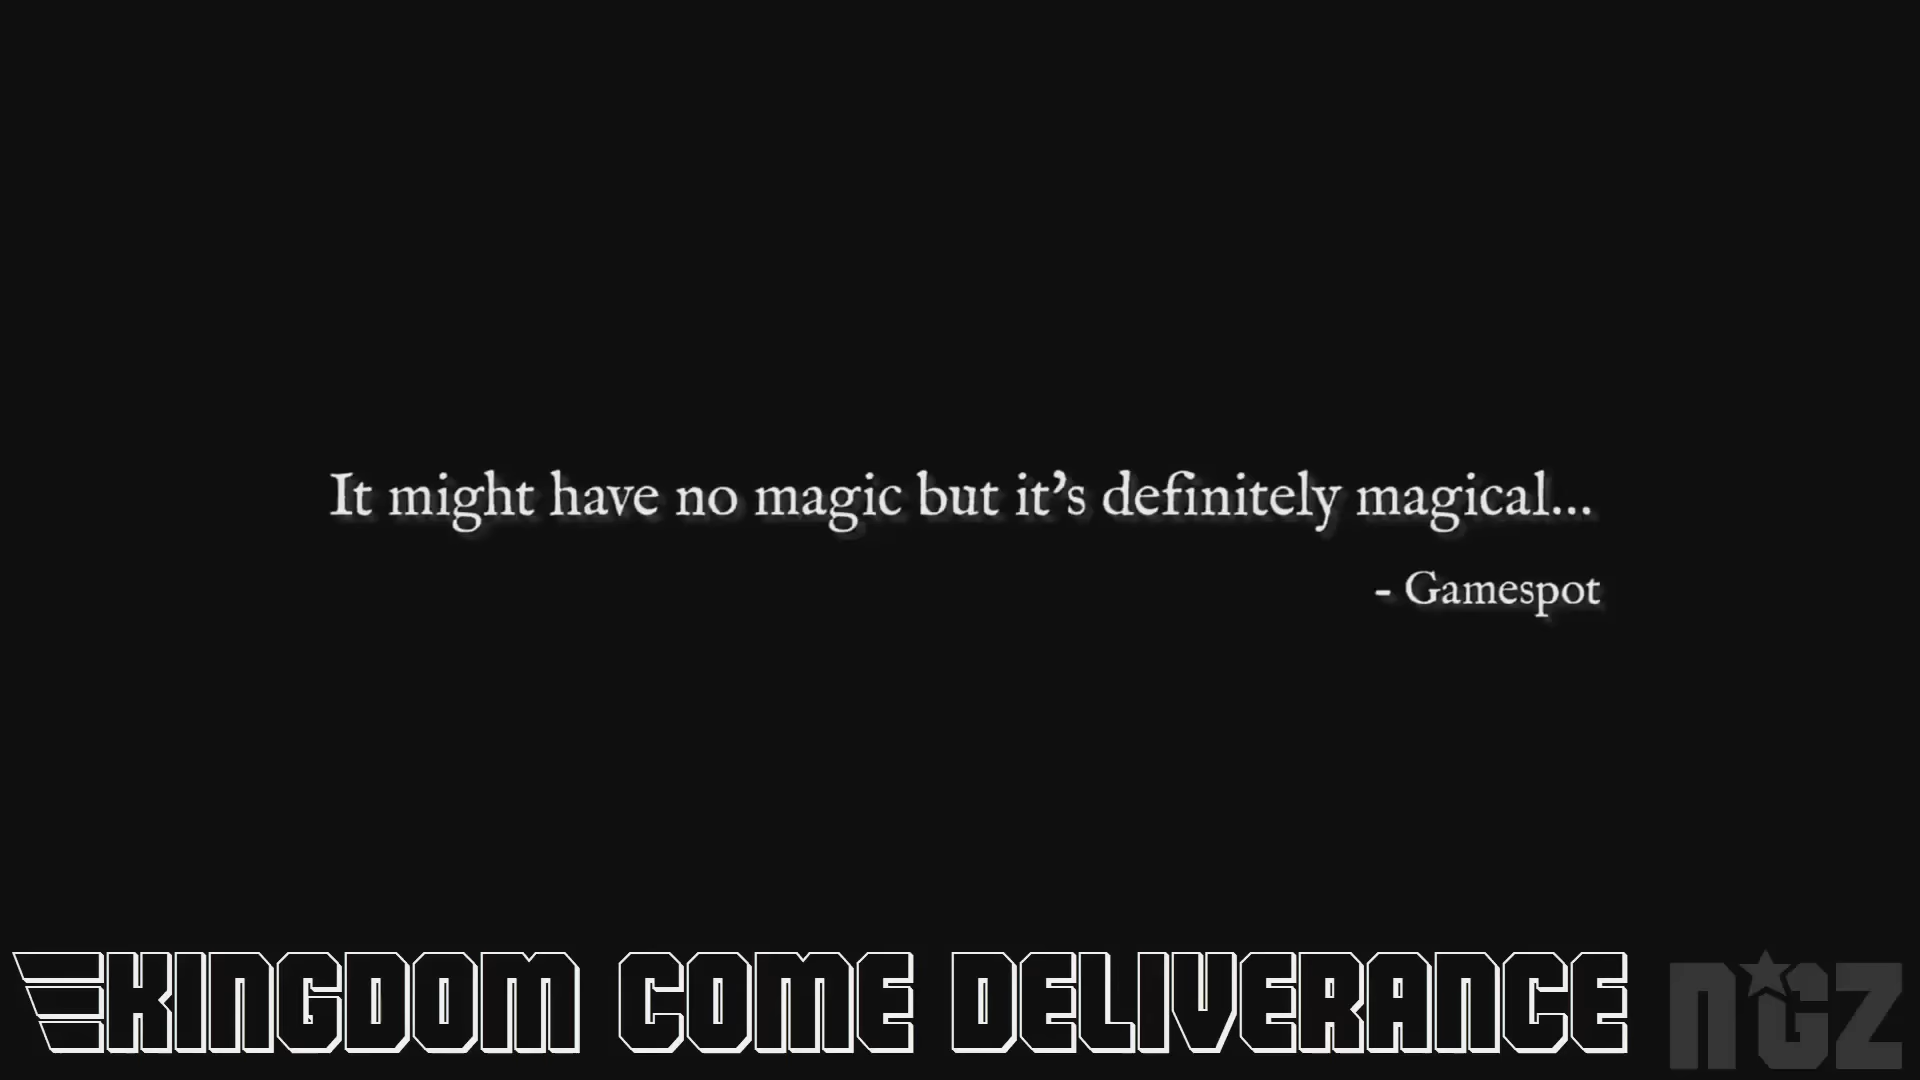 It might have no magic but it's definitely magical...
- Gamespot
KINGDOM COME DELIVERANCE
NGZ